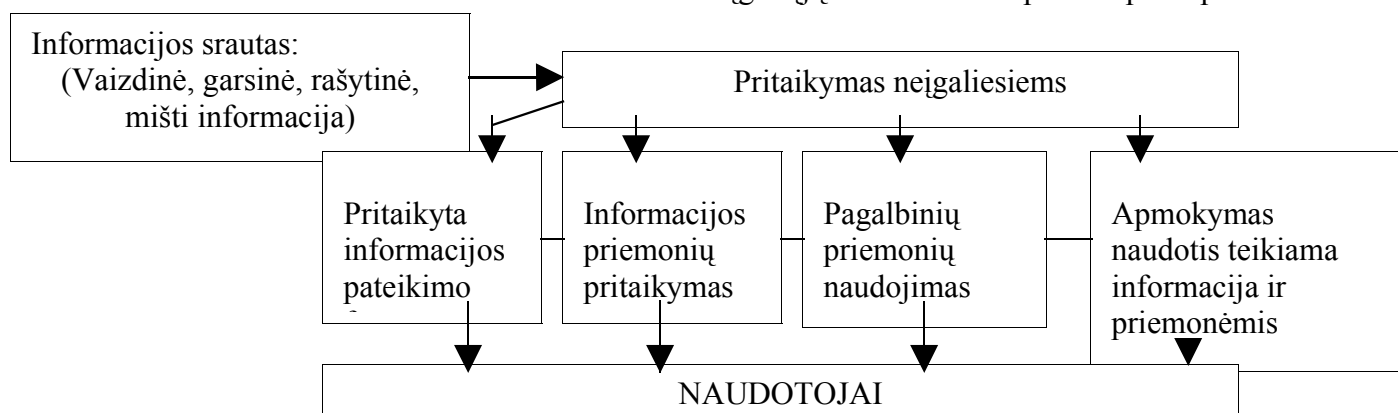 Informacijos srautas:
(Vaizdinė, garsinė, rašytinė,
mišti informacija)
Pritaikymas neįgaliesiems
Pritaikyta
informacijos
pateikimo
Informacijos
priemonių
pritaikymas
Pagalbinių
priemonių
naudojimas
Apmokymas
naudotis teikiama
informacija ir
priemonėmis
NAUDOTOJAI